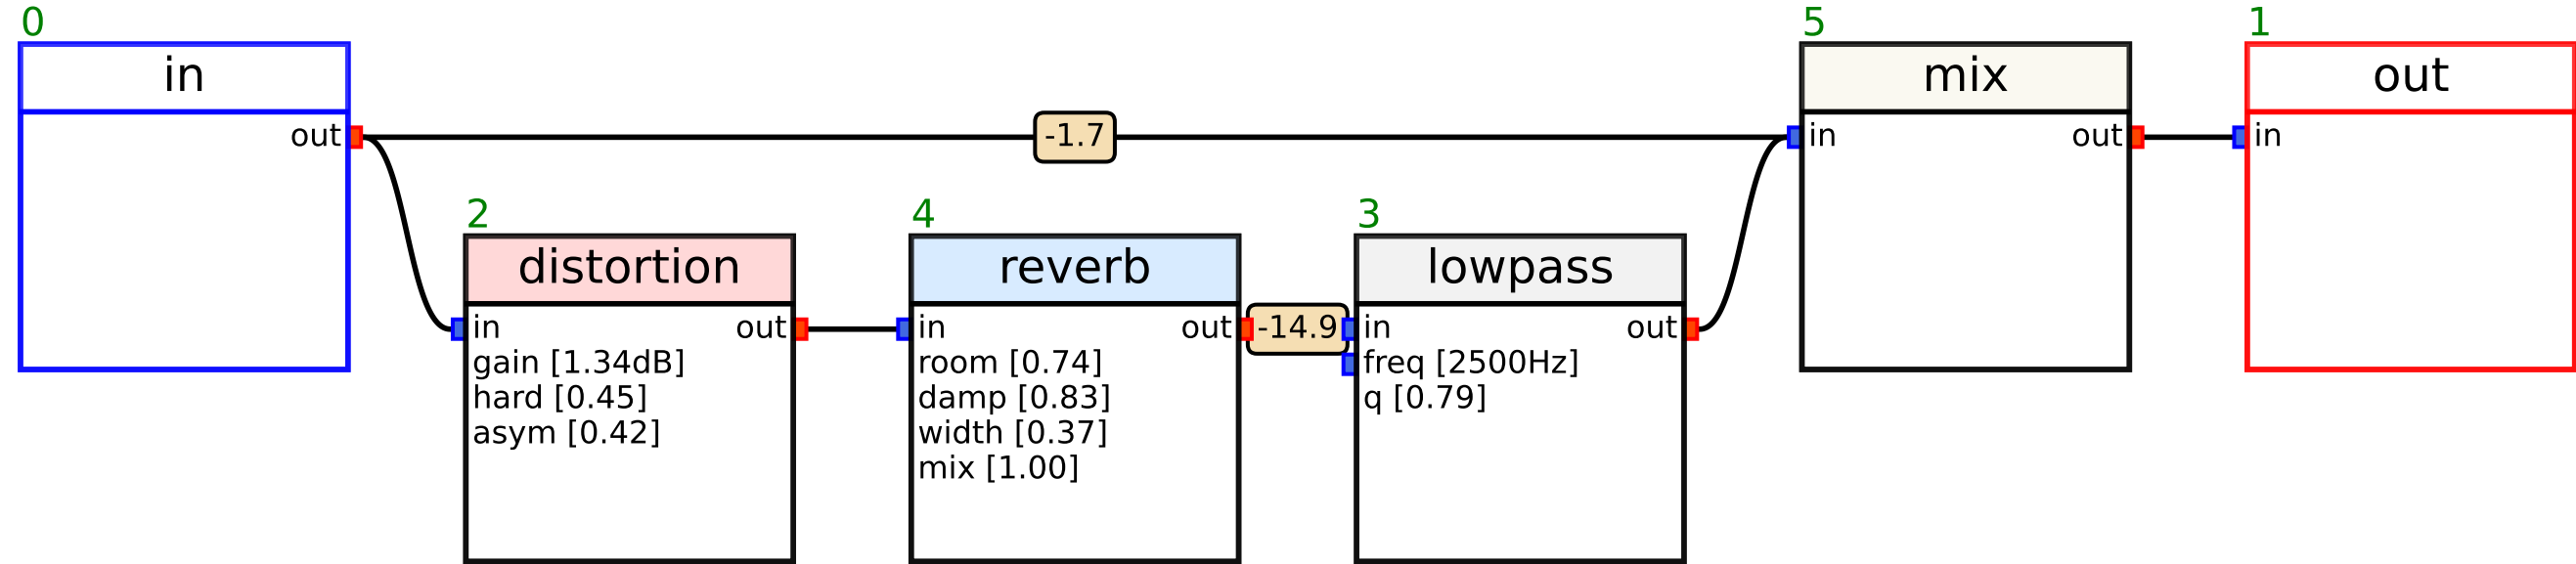 0
in
out
-1.7
5
mix
in
out
1
out
in
2
distortion
in
out
gain [1.34dB]
hard [0.45]
asym [0.42]
4
reverb
in
out
room [0.74]
damp [0.83]
width [0.37]
mix [1.00]
-14.9
3
lowpass
in
out
freq [2500Hz]
q [0.79]